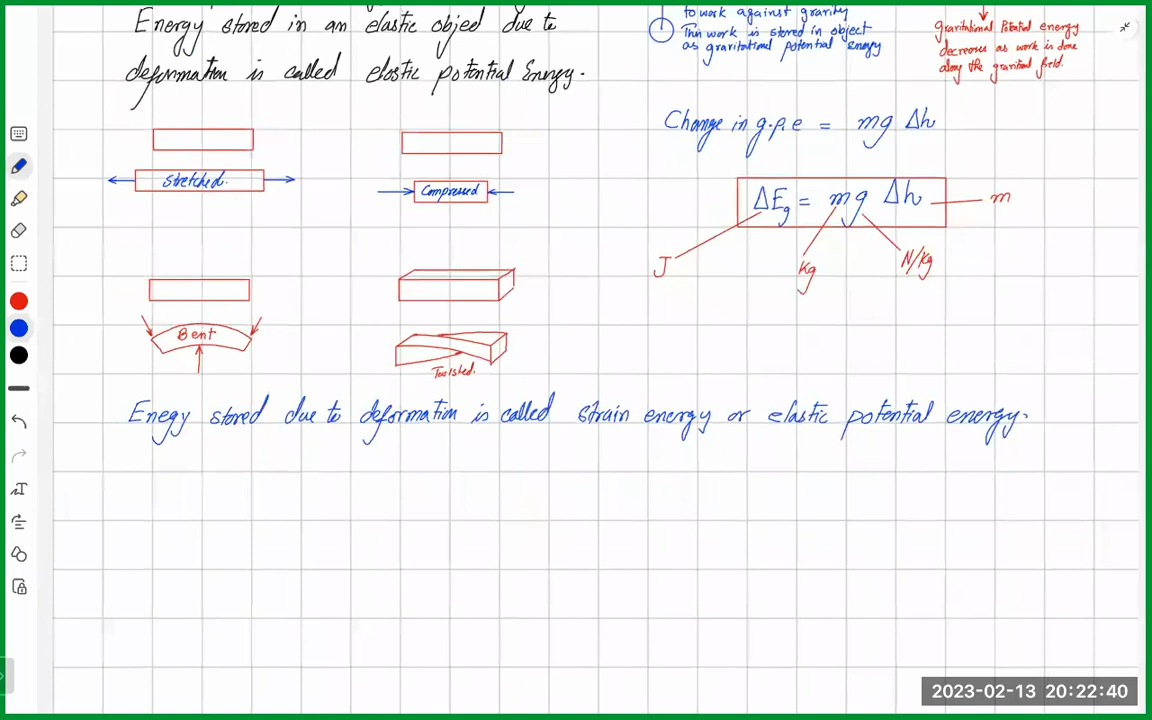 Energy stored in an elastic objed due to
deformation is called elastic potential Energy.
to work against gravity
This work is stored in object
as gravitational potential energy
gravitational Potential energy
decreases as work is done
along the gravitional field.
Change in g.p.e = mg Δh
ΔEg = mg Δh
m
J
Kg
N/Kg
Stretched.
Compressed
Bent
Twisted.
Enegy stored due to deformation is called strain energy or elastic potential energy.
2023-02-13 20:22:40